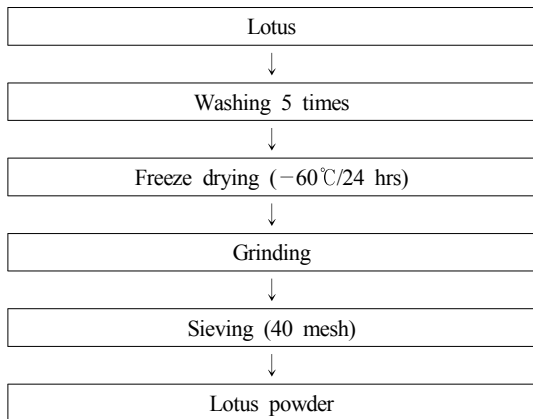 Lotus
↓
Washing 5 times
↓
Freeze drying (−60℃/24 hrs)
↓
Grinding
↓
Sieving (40 mesh)
↓
Lotus powder